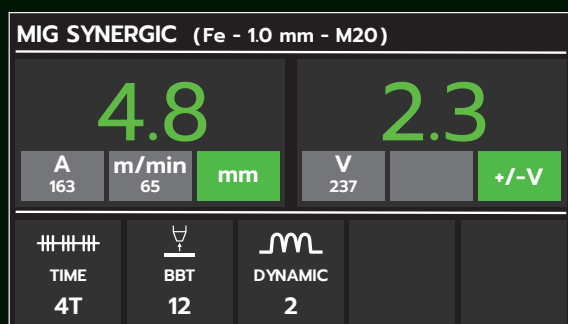 MIG SYNERGIC (Fe - 1.0 mm - M20)
4.8
2.3
A
163
m/min
65
mm
V
237
+/-V
TIME
4T
BBT
12
DYNAMIC
2